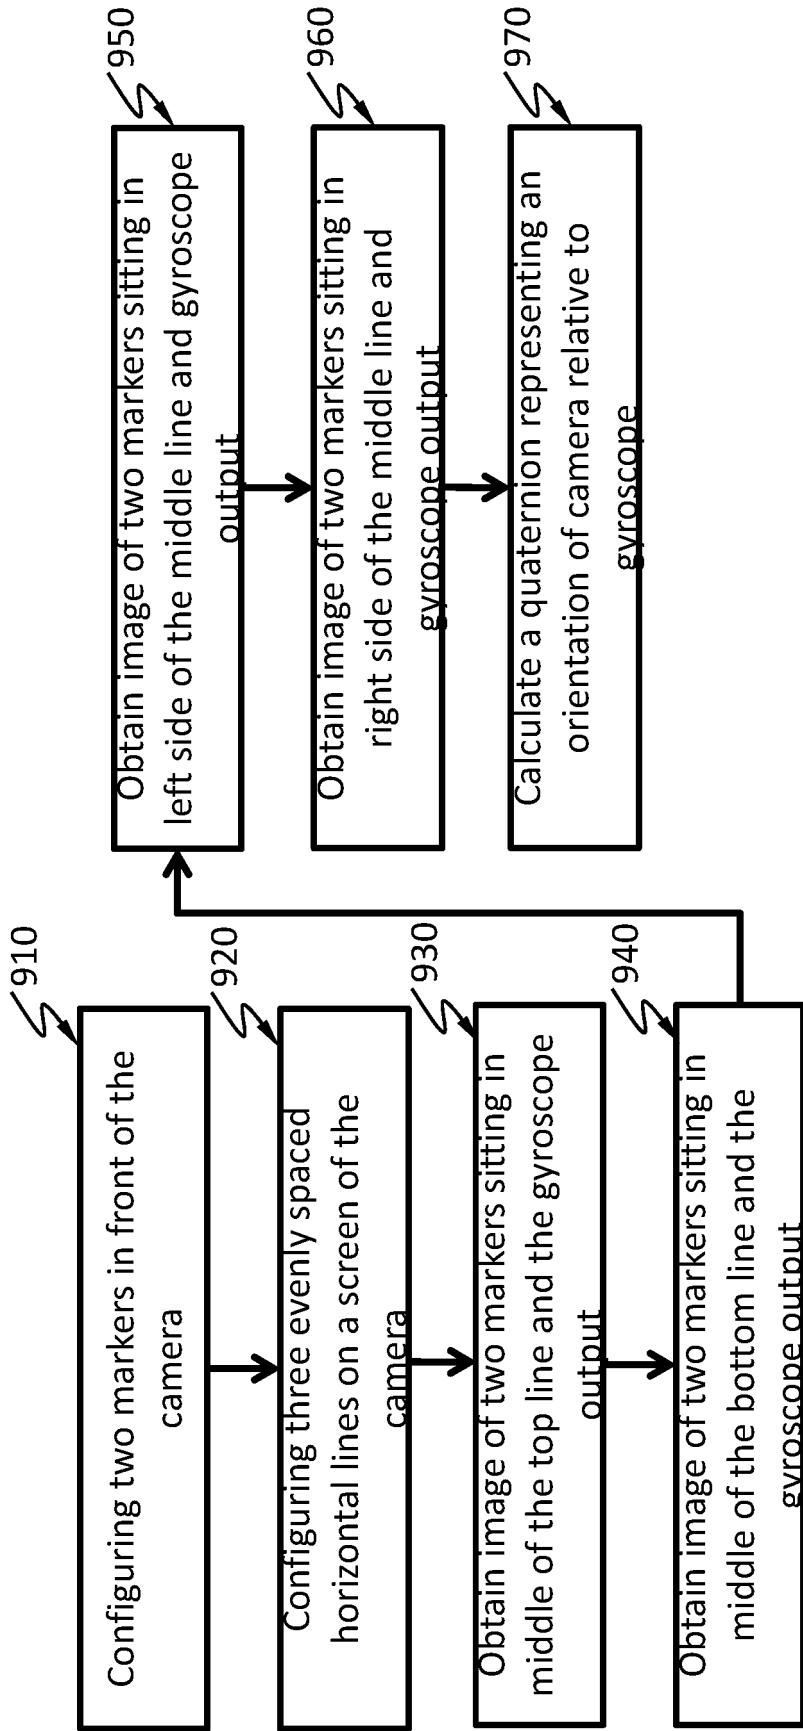 910
Configuring two markers in front of the
camera
920
Configuring three evenly spaced
horizontal lines on a screen of the
camera
930
Obtain image of two markers sitting in
middle of the top line and the gyroscope
output
940
Obtain image of two markers sitting in
middle of the bottom line and the
gyroscope output
950
Obtain image of two markers sitting in
left side of the middle line and gyroscope
output
960
Obtain image of two markers sitting in
right side of the middle line and
gyroscope output
970
Calculate a quaternion representing an
orientation of camera relative to
gyroscope